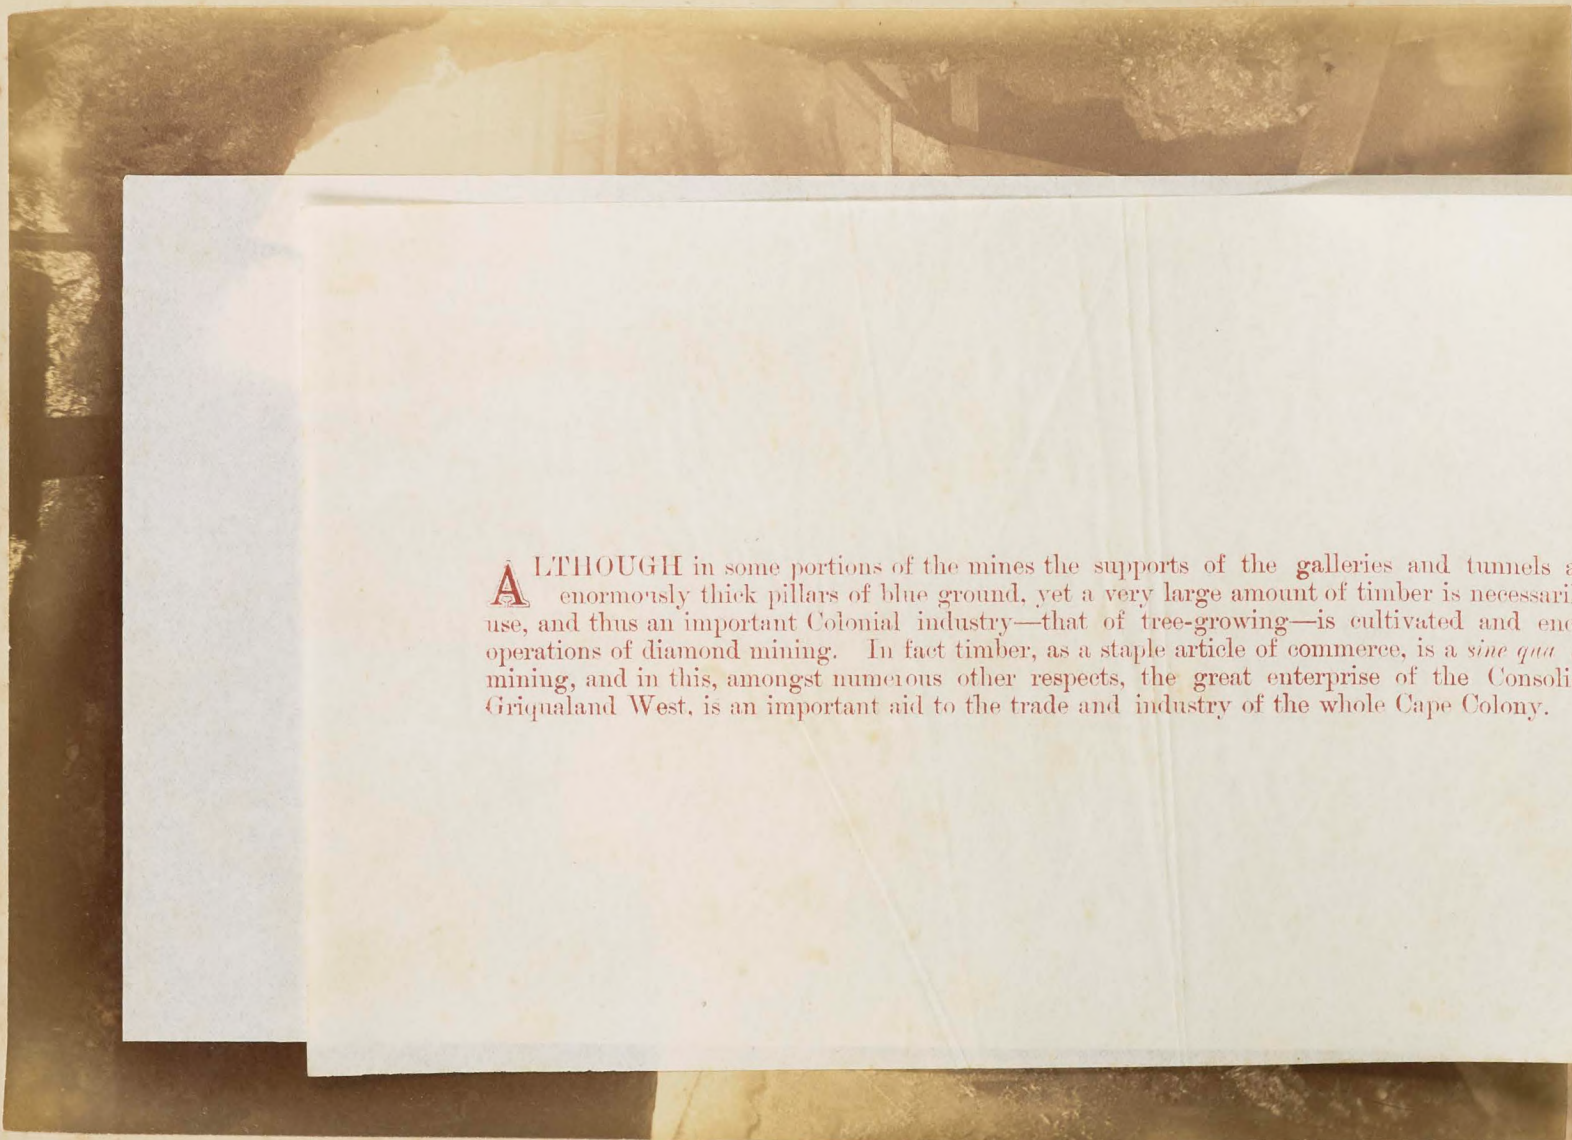 ALTHOUGH in some portions of the mines the supports of the galleries and tunnels
enormously thick pillars of blue ground, yet a very large amount of timber is necessari
use, and thus an important Colonial industry—that of tree-growing—is cultivated and enc
operations of diamond mining. In fact timber, as a staple article of commerce, is a sine qua
mining, and in this, amongst numerous other respects, the great enterprise of the Consoli
Griqualand West, is an important aid to the trade and industry of the whole Cape Colony.